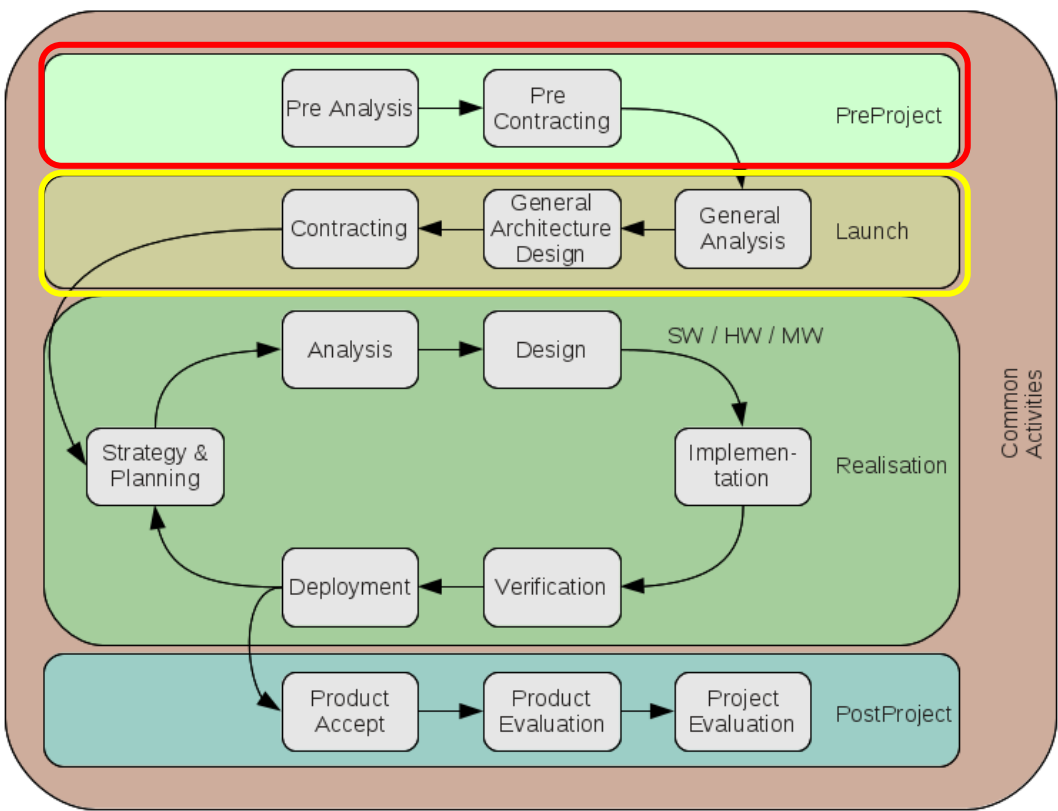 Pre Analysis
Pre
Contracting
PreProject
Contracting
General
Architecture
Design
General
Analysis
Launch
Analysis
Design
SW / HW / MW
Strategy &
Planning
Implemen-
tation
Realisation
Common
Activities
Deployment
Verification
Product
Accept
Product
Evaluation
Project
Evaluation
PostProject